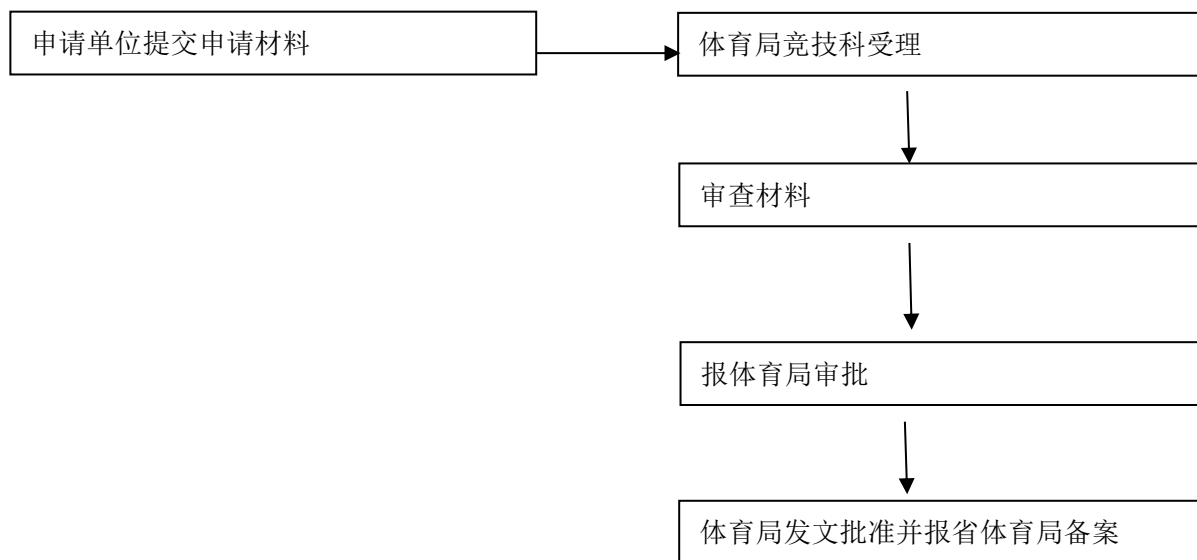 申请单位提交申请材料
体育局竞技科受理
审查材料
报体育局审批
体育局发文批准并报省体育局备案